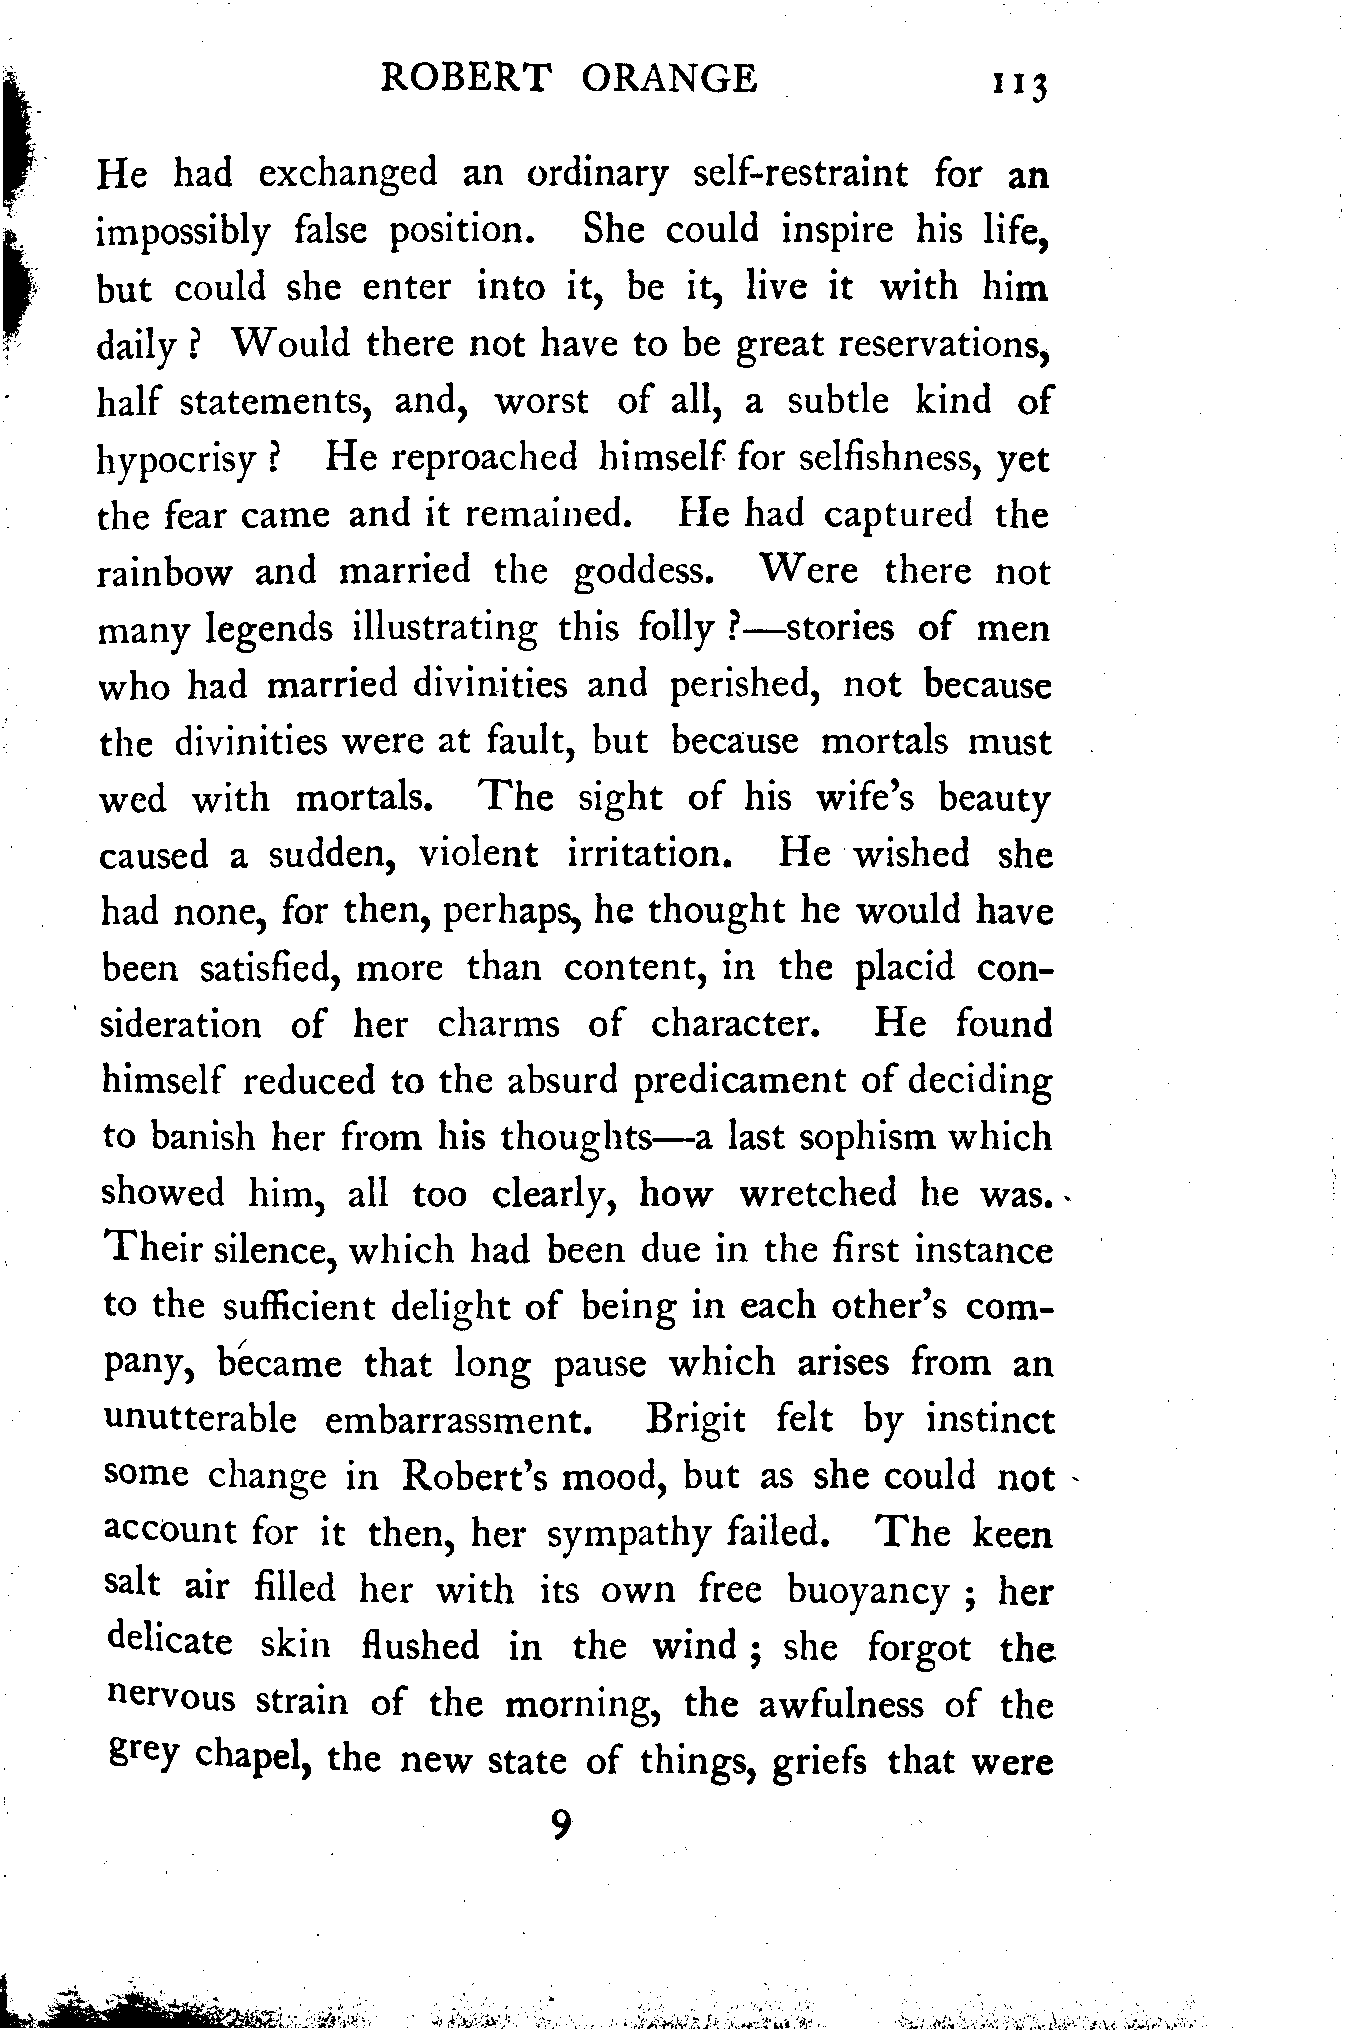 ROBERT ORANGE 113
He had exchanged an ordinary self-restraint for an
impossibly false position. She could inspire his life,
but could she enter into it, be it, live it with him
daily ? Would there not have to be great reservations,
half statements, and, worst of all, a subtle kind of
hypocrisy ? He reproached himself for selfishness, yet
the fear came and it remained. He had captured the
rainbow and married the goddess. Were there not
many legends illustrating this folly ?—stories of men
who had married divinities and perished, not because
the divinities were at fault, but because mortals must
wed with mortals. The sight of his wife's beauty
caused a sudden, violent irritation. He wished she
had none, for then, perhaps, he thought he would have
been satisfied, more than content, in the placid con-
sideration of her charms of character. He found
himself reduced to the absurd predicament of deciding
to banish her from his thoughts—a last sophism which
showed him, all too clearly, how wretched he was.
Their silence, which had been due in the first instance
to the sufficient delight of being in each other's com-
pany, became that long pause which arises from an
unutterable embarrassment. Brigit felt by instinct
some change in Robert's mood, but as she could not
account for it then, her sympathy failed. The keen
salt air filled her with its own free buoyancy ; her
delicate skin flushed in the wind ; she forgot the
nervous strain of the morning, the awfulness of the
grey chapel, the new state of things, griefs that were
9